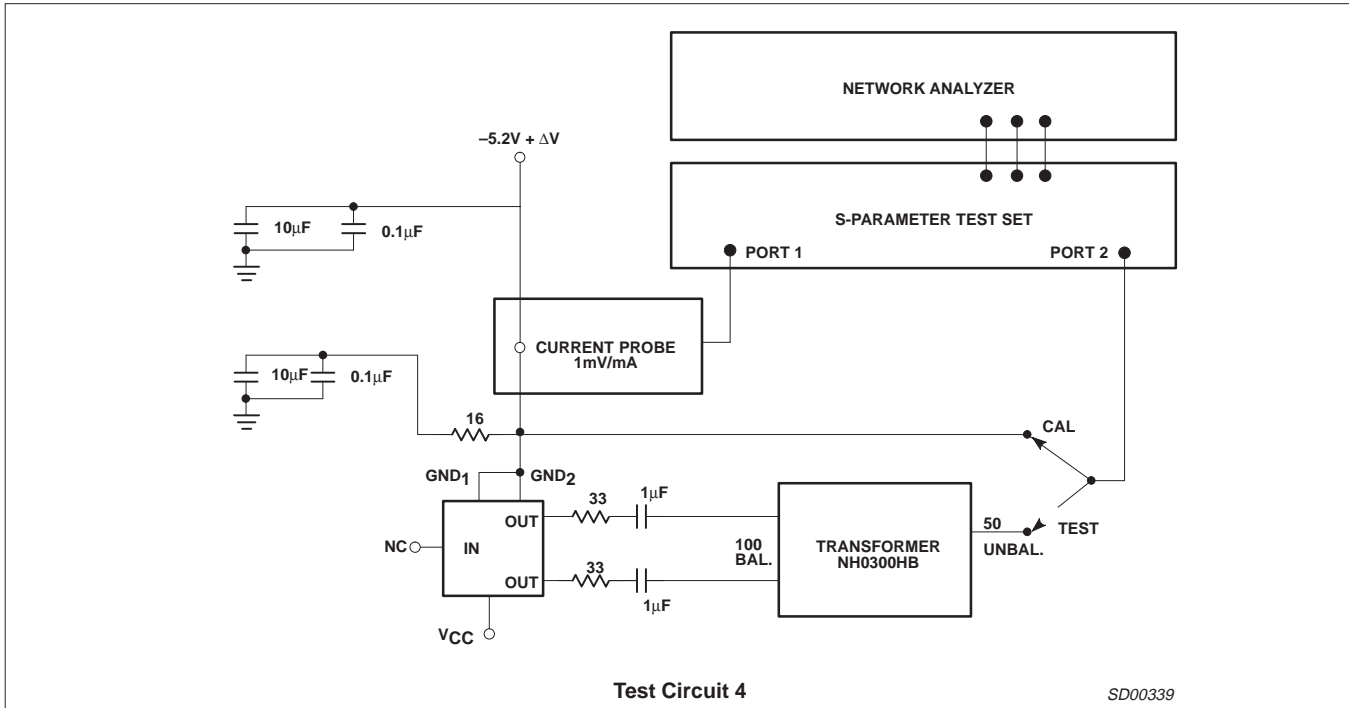 NETWORK ANALYZER
–5.2V + ΔV
S-PARAMETER TEST SET
10µF
0.1µF
PORT 1
PORT 2
CURRENT PROBE
1mV/mA
10µF
0.1µF
16
CAL
GND1
GND2
33
1µF
OUT
50
TEST
NC
IN
100
BAL.
TRANSFORMER
NH0300HB
UNBAL.
OUT
33
1µF
VCC
Test Circuit 4
SD00339